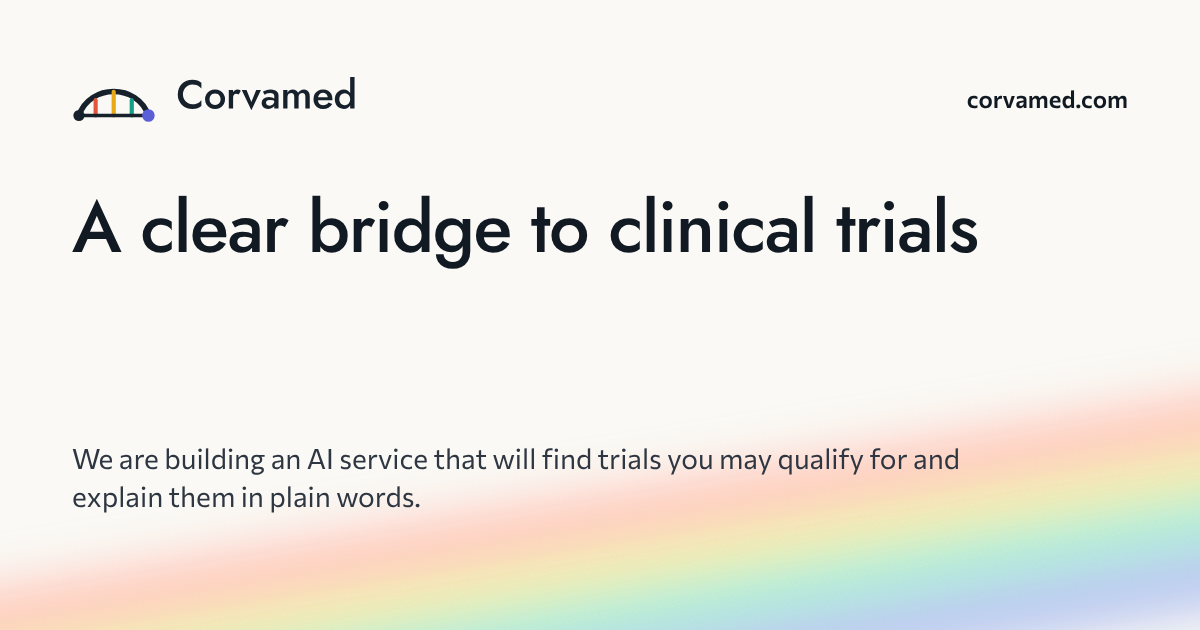 Corvamed
corvamed.com
A clear bridge to clinical trials
We are building an AI service that will find trials you may qualify for and
explain them in plain words.